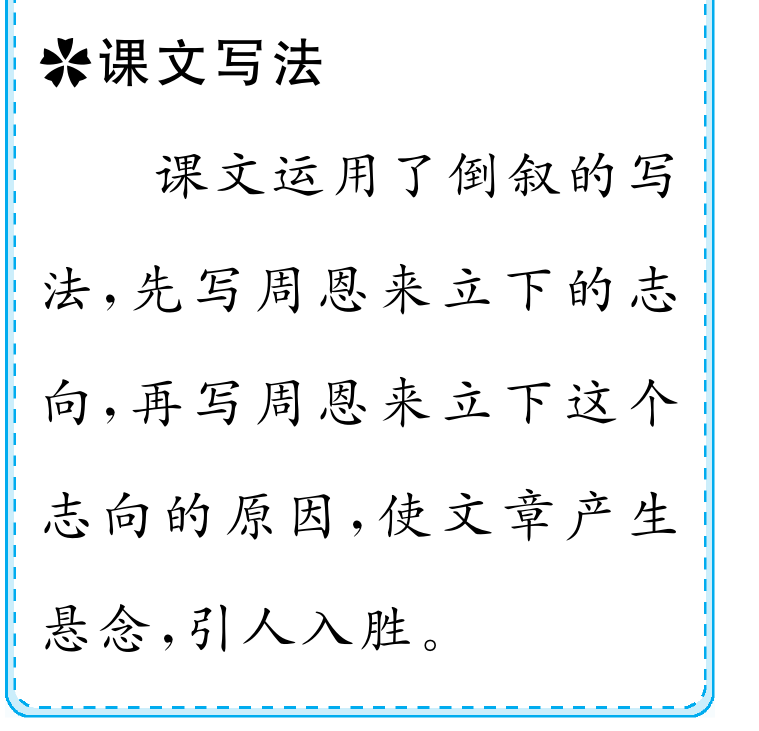 课文写法
课文运用了倒叙的写
法,先写周恩来立下的志
向,再写周恩来立下这个
志向的原因,使文章产生
悬念,引人入胜。